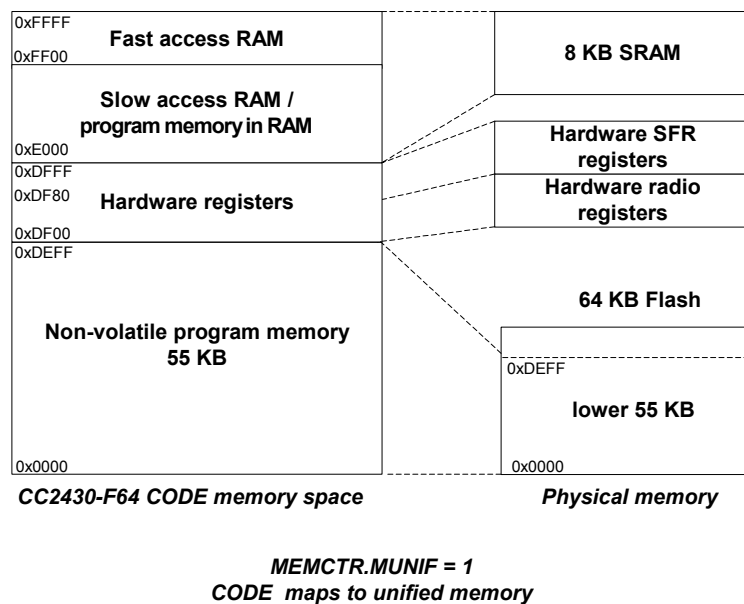 0xFFFF
Fast access RAM
0xFF00
Slow access RAM /
program memory in RAM
0xE000
0xDFFF
0xDF80
Hardware registers
0xDF00
0xDEFF
Non-volatile program memory
55 KB
0x0000
CC2430-F64 CODE memory space
8 KB SRAM
Hardware SFR
registers
Hardware radio
registers
64 KB Flash
0xDEFF
lower 55 KB
0x0000
Physical memory
MEMCTR.MUNIF = 1
CODE maps to unified memory